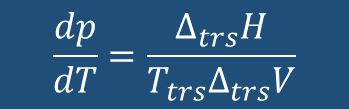 dp/dT = Δ_trs H / T_trs Δ_trs V